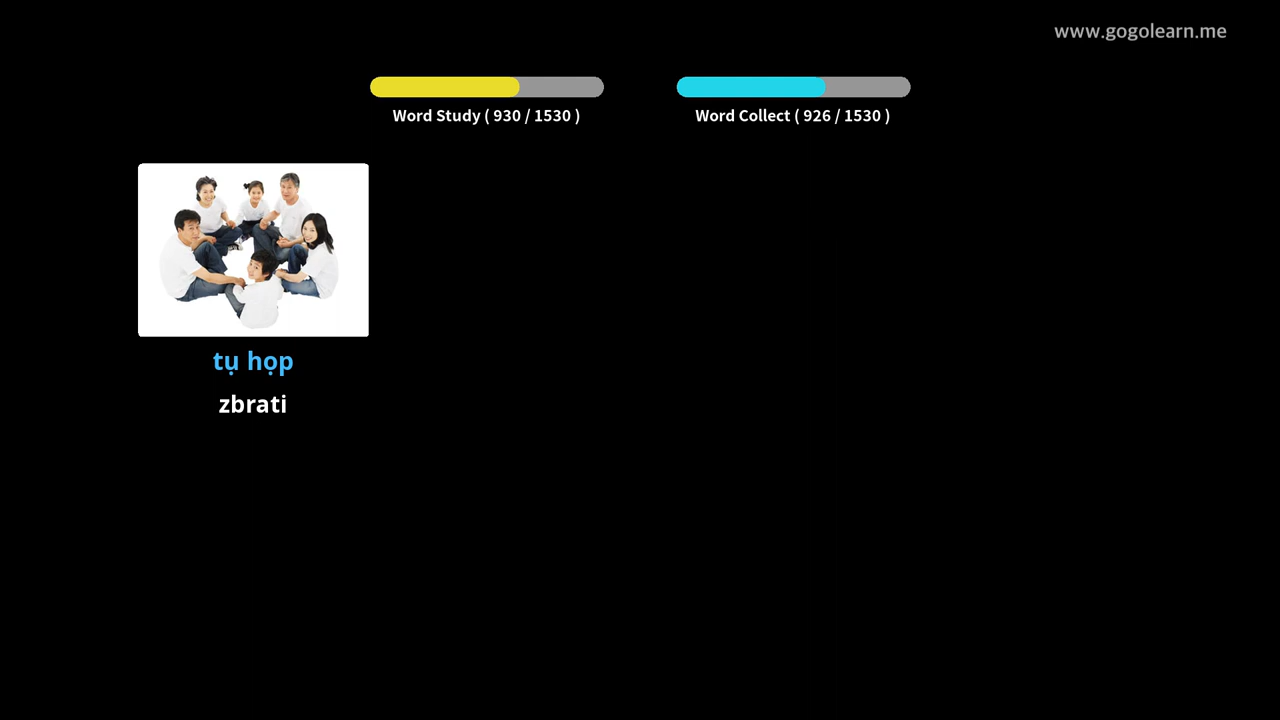 www.gogolearn.me
Word Study ( 930 / 1530 )
Word Collect ( 926 / 1530 )
tụ họp
zbrati